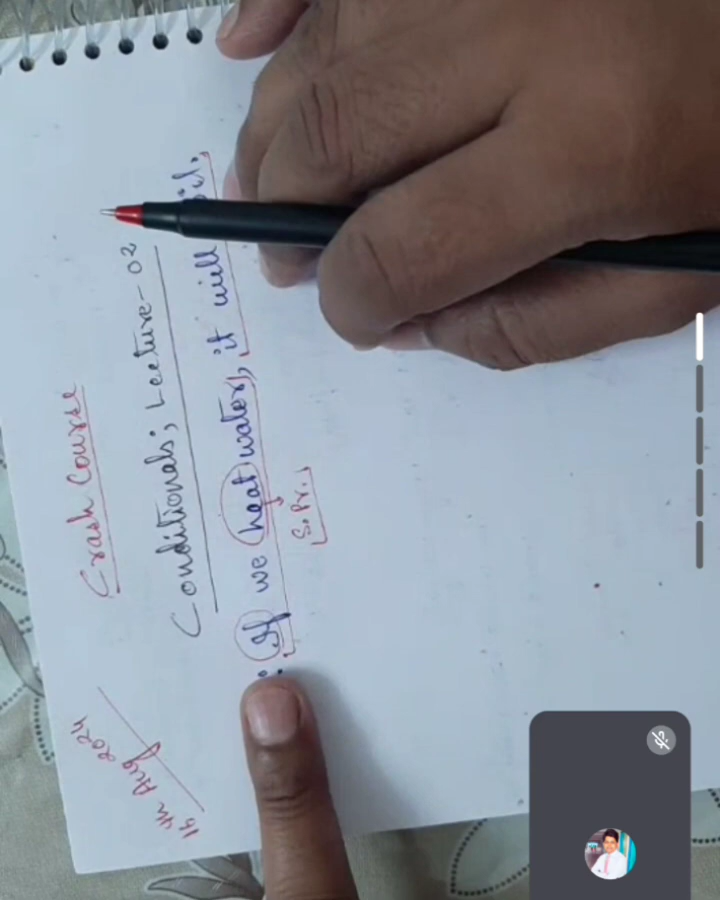 16th Aug 2024
Crash Course
Conditionals; Lecture - 02
: If we heat water, it will
S.Pr.